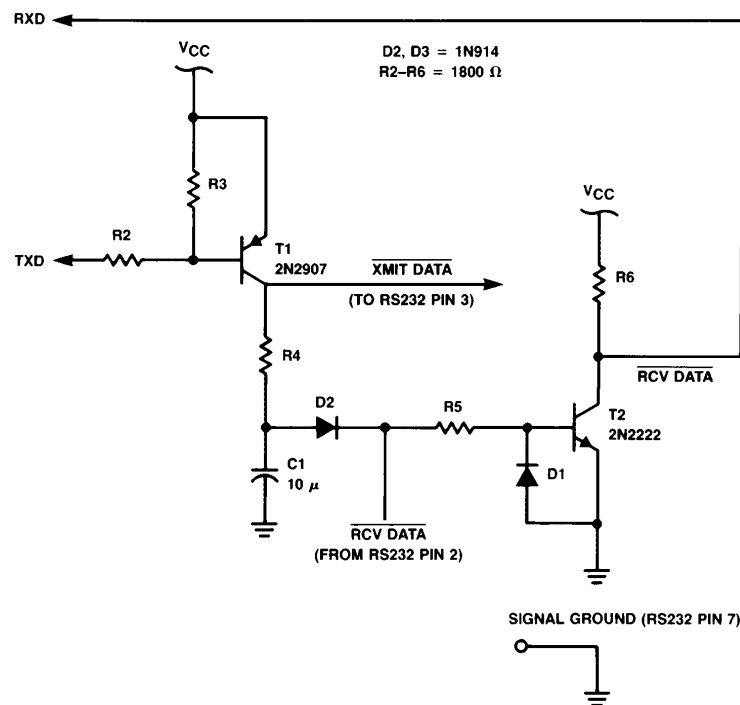 RXD
D2, D3 = 1N914
R2–R6 = 1800 Ω
VCC
R3
R2
TXD
T1
2N2907
XMIT DATA
(TO RS232 PIN 3)
VCC
R6
R4
RCV DATA
D2
R5
T2
2N2222
C1
10 μ
D1
RCV DATA
(FROM RS232 PIN 2)
SIGNAL GROUND (RS232 PIN 7)